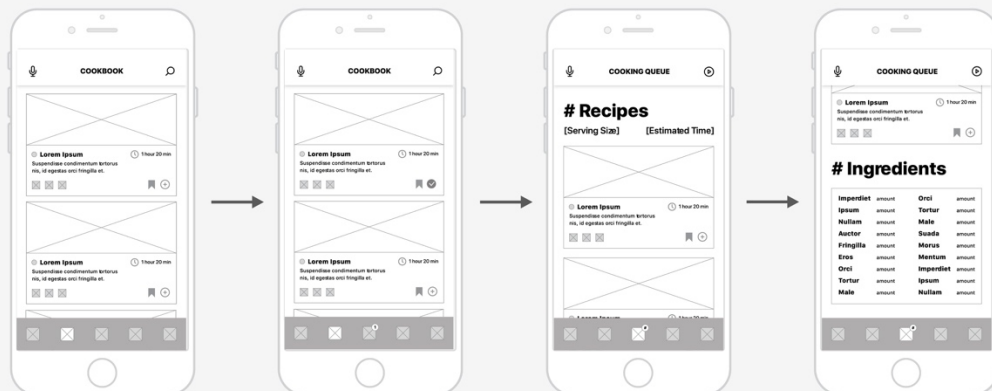 COOKBOOK
Lorem Ipsum
1 hour 20 min
Suspendisse condimentum tortorus
nis, id egestas orci fringilla et.
Lorem Ipsum
1 hour 20 min
Suspendisse condimentum tortorus
nis, id egestas orci fringilla et.
COOKBOOK
Lorem Ipsum
1 hour 20 min
Suspendisse condimentum tortorus
nis, id egestas orci fringilla et.
Lorem Ipsum
1 hour 20 min
Suspendisse condimentum tortorus
nis, id egestas orci fringilla et.
COOKING QUEUE
# Recipes
[Serving Size] [Estimated Time]
Lorem Ipsum
1 hour 20 min
Suspendisse condimentum tortorus
nis, id egestas orci fringilla et.
Lorem Ipsum
1 hour 20 min
COOKING QUEUE
Lorem Ipsum
1 hour 20 min
Suspendisse condimentum tortorus
nis, id egestas orci fringilla et.
# Ingredients
Imperdiet amount Orci amount
Ipsum amount Tortur amount
Nullam amount Male amount
Auctor amount Suada amount
Fringilla amount Morus amount
Eros amount Mentum amount
Orci amount Imperdiet amount
Tortur amount Ipsum amount
Male amount Nullam amount